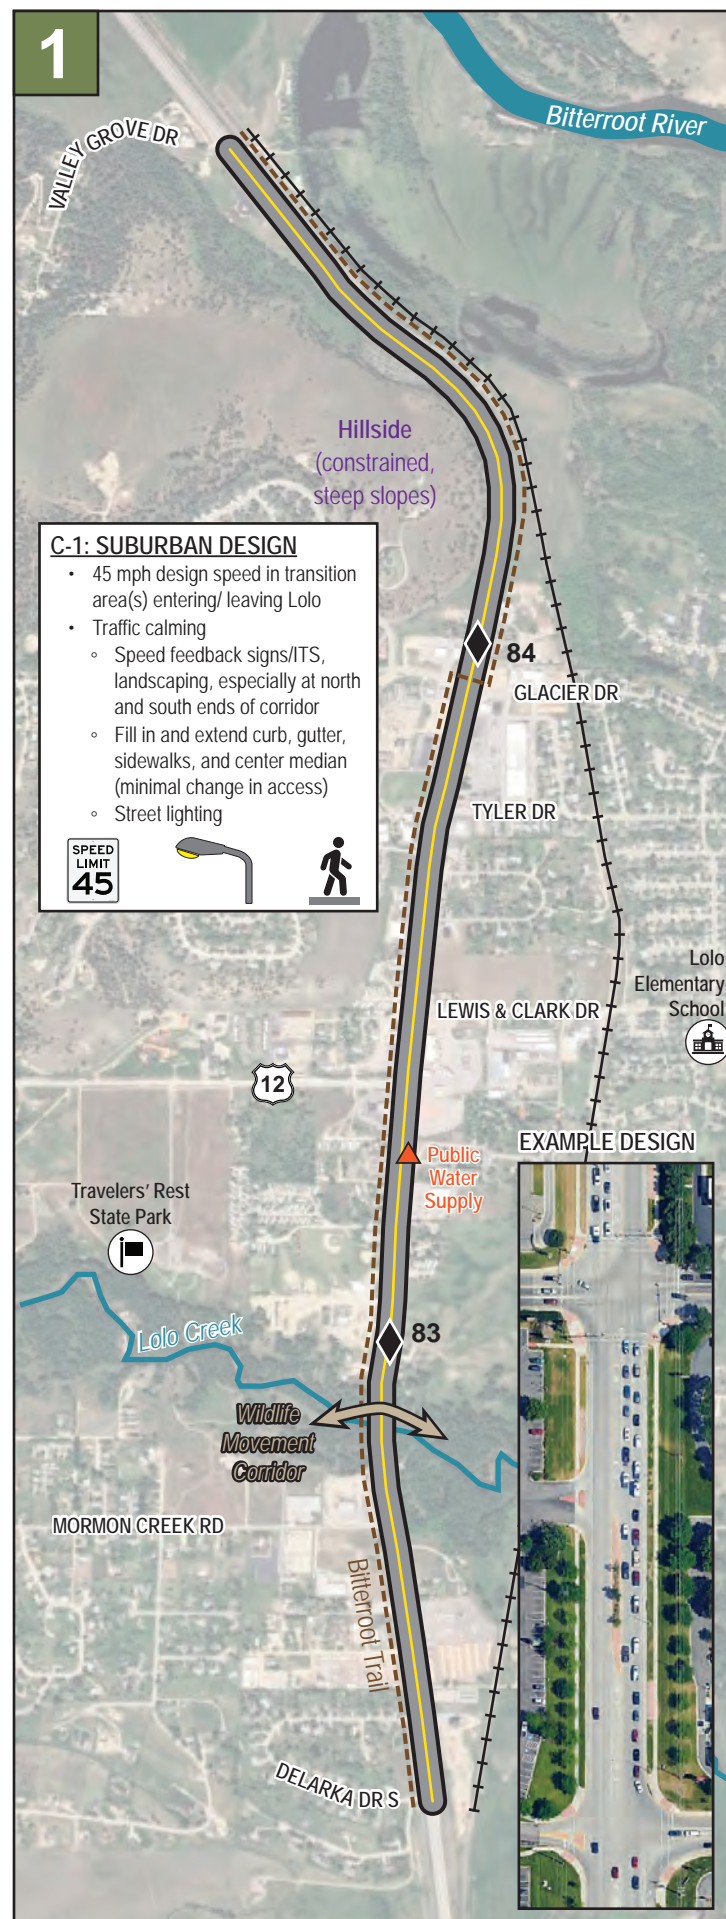 1
Bitterroot River
VALLEY GROVE DR
Hillside
(constrained,
steep slopes)
C-1: SUBURBAN DESIGN
• 45 mph design speed in transition
area(s) entering/ leaving Lolo
• Traffic calming
◦ Speed feedback signs/ITS,
landscaping, especially at north
and south ends of corridor
◦ Fill in and extend curb, gutter,
sidewalks, and center median
(minimal change in access)
◦ Street lighting
SPEED
LIMIT
45
84
GLACIER DR
TYLER DR
Lolo
Elementary
School
LEWIS & CLARK DR
12
EXAMPLE DESIGN
Public
Water
Supply
Travelers' Rest
State Park
Lolo Creek
83
Wildlife
Movement
Corridor
MORMON CREEK RD
Bitterroot Trail
DELARKA DR S